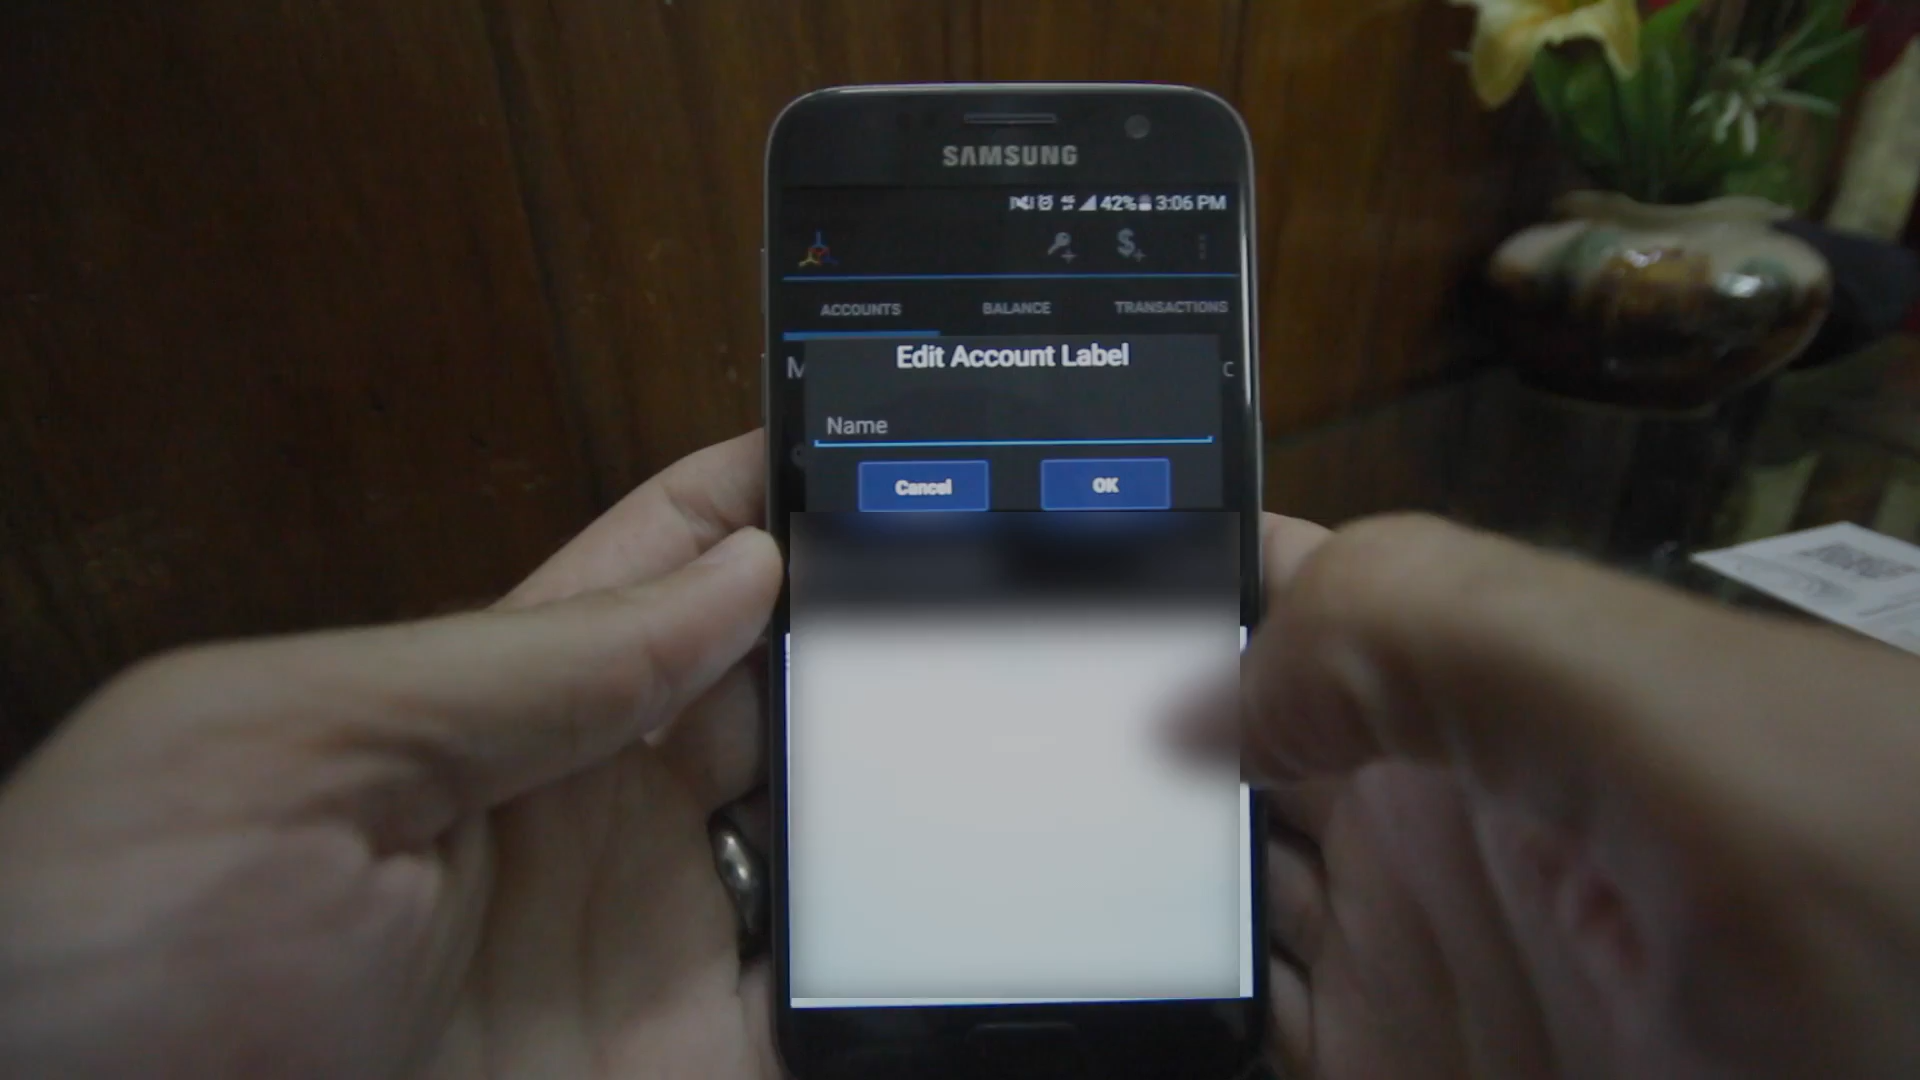 SAMSUNG
42% 3:06 PM
ACCOUNTS BALANCE TRANSACTIONS
Edit Account Label
Name
Cancel OK